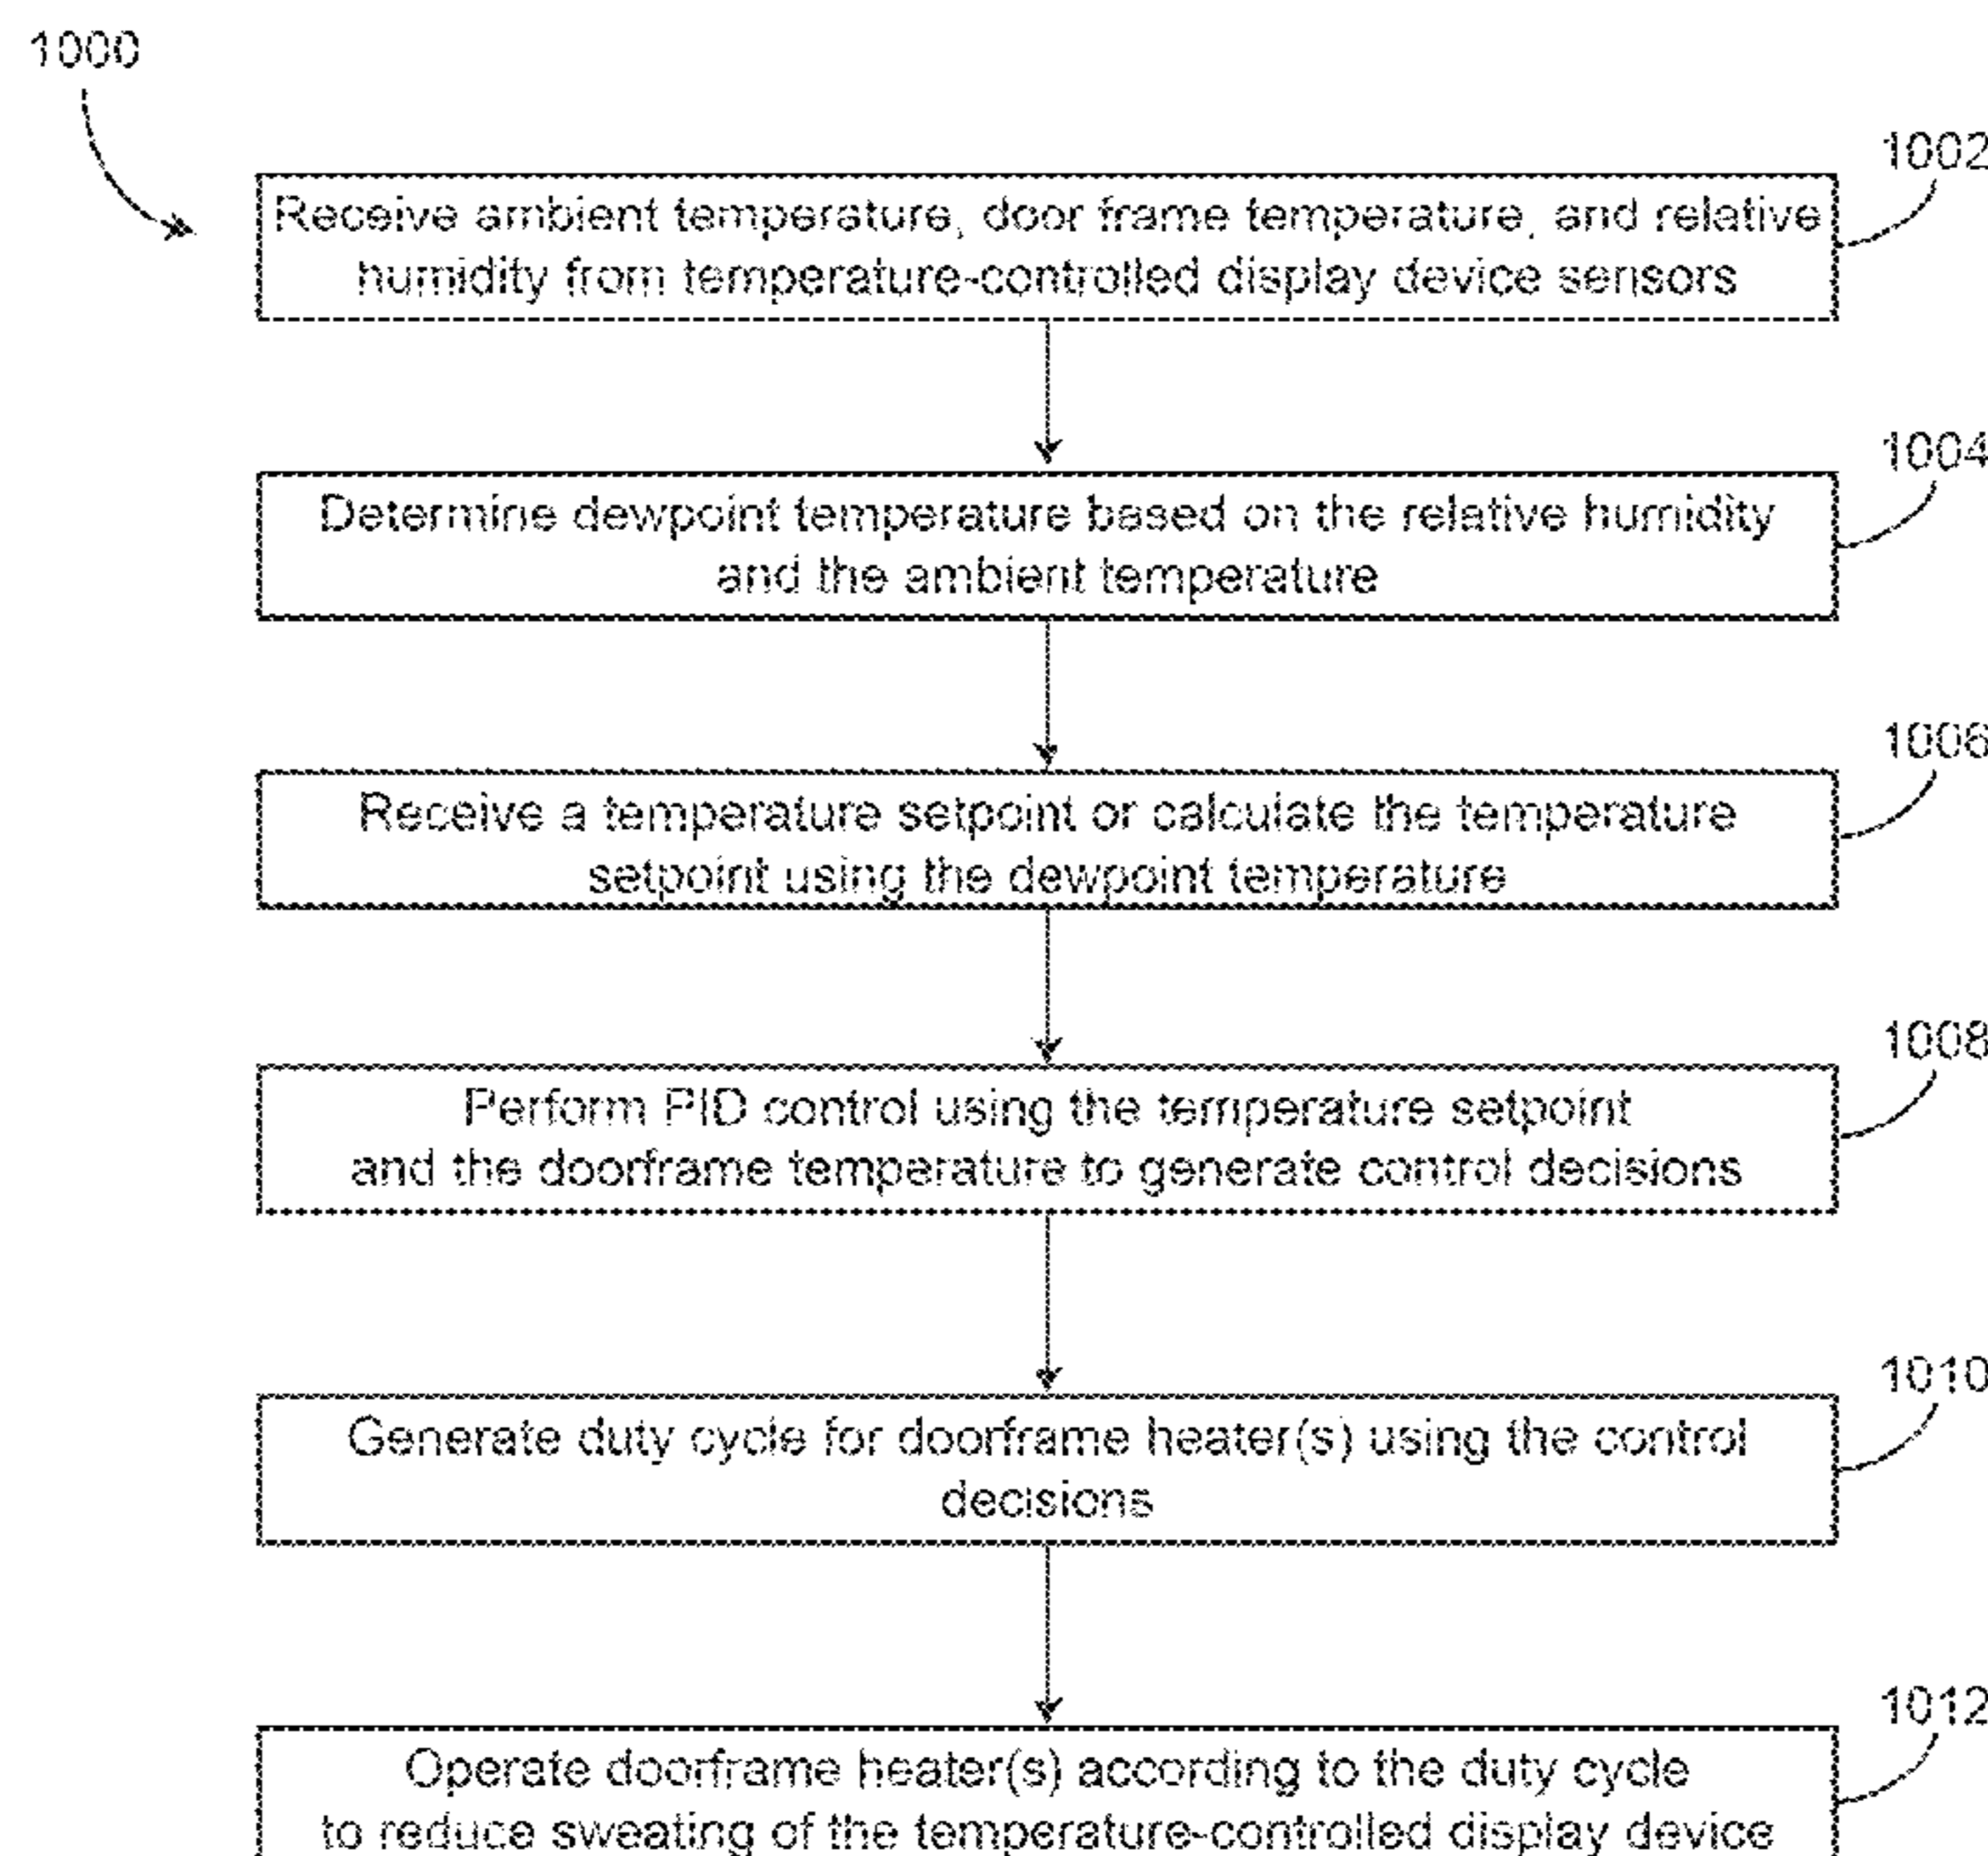 1000
1002
Receive ambient temperature, door frame temperature, and relative
humidity from temperature-controlled display device sensors
1004
Determine dewpoint temperature based on the relative humidity
and the ambient temperature
1006
Receive a temperature setpoint or calculate the temperature
setpoint using the dewpoint temperature
1008
Perform PID control using the temperature setpoint
and the doorframe temperature to generate control decisions
1010
Generate duty cycle for doorframe heater(s) using the control
decisions
1012
Operate doorframe heater(s) according to the duty cycle
to reduce sweating of the temperature-controlled display device